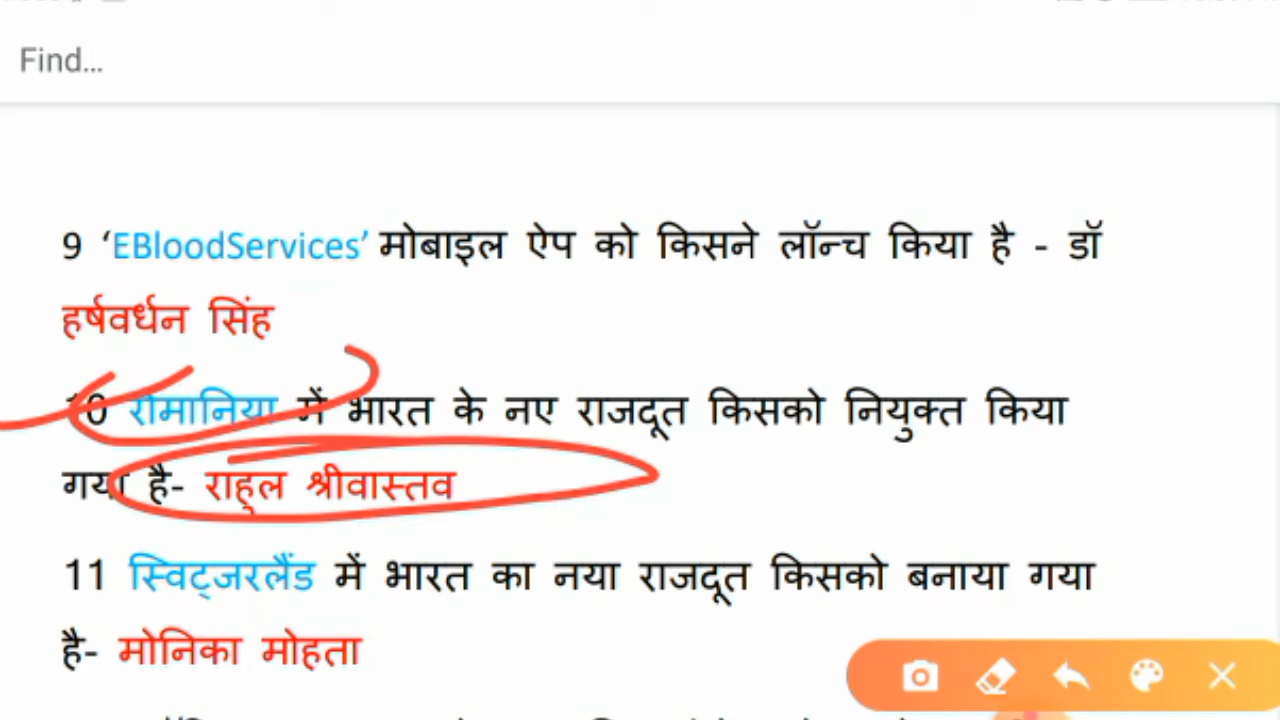 Find...
9 ‘EBloodServices’ मोबाइल ऐप को किसने लॉन्च किया है - डॉ
हर्षवर्धन सिंह
10 रोमानिया में भारत के नए राजदूत किसको नियुक्त किया
गया है- राहुल श्रीवास्तव
11 स्विट्जरलैंड में भारत का नया राजदूत किसको बनाया गया
है- मोनिका मोहता